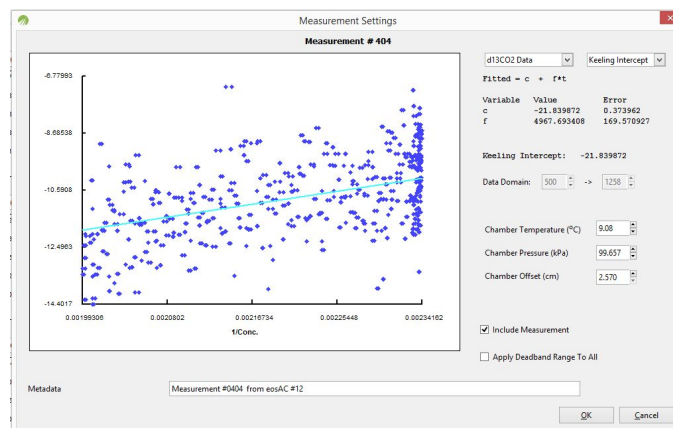 Measurement Settings
Measurement # 404
d13CO2 Data
Keeling Intercept
Fitted = c + f*t
Variable Value Error
c -21.839872 0.373962
f 4967.693408 169.570927
Keeling Intercept: -21.839872
Data Domain: 500 -> 1258
Chamber Temperature (°C) 9.08
Chamber Pressure (kPa) 99.657
Chamber Offset (cm) 2.570
Include Measurement
Apply Deadband Range To All
-6.77993
-8.68538
-10.5908
-12.4963
-14.4017
0.00199306 0.0020802 0.00216734 0.00225448 0.00234162
1/Conc.
Metadata Measurement #0404 from eosAC #12
OK Cancel